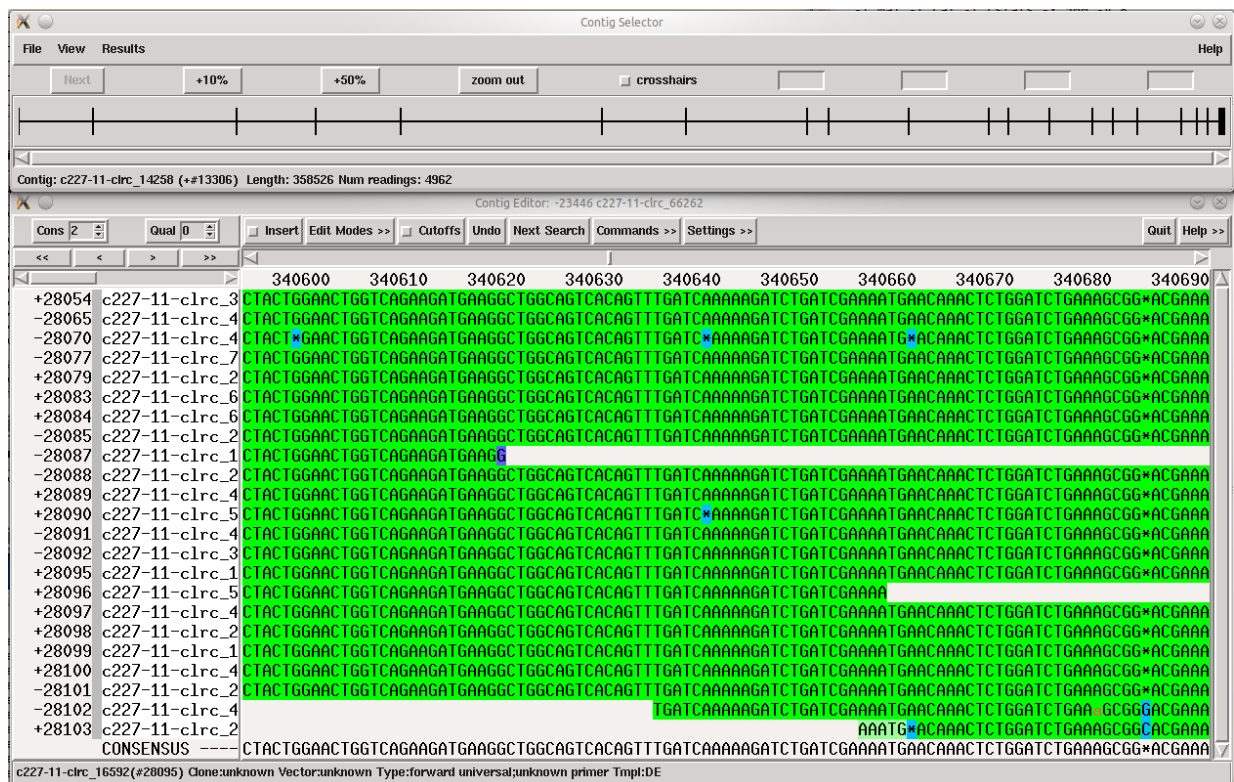 Contig Selector
File View Results Help
Next +10% +50% zoom out crosshairs
Contig: c227-11-clrc_14258 (+#13306) Length: 358526 Num readings: 4962
Contig Editor: -23446 c227-11-clrc_66262
Cons 2 Qual 0 Insert Edit Modes >> Cutoffs Undo Next Search Commands >> Settings >> Quit Help >>
<< < > >>
340600 340610 340620 340630 340640 340650 340660 340670 340680 340690
+28054 c227-11-clrc_3 CTACTGGAACTGGTCAGAAGATGAAGGCTGGCAGTCACAGTTTGATCAAAAAGATCTGATCGAAAATGAACAAACTCTGGATCTGAAAGCGG*ACGAAA
-28065 c227-11-clrc_4 CTACTGGAACTGGTCAGAAGATGAAGGCTGGCAGTCACAGTTTGATCAAAAAGATCTGATCGAAAATGAACAAACTCTGGATCTGAAAGCGG*ACGAAA
-28070 c227-11-clrc_4 CTACT*GAACTGGTCAGAAGATGAAGGCTGGCAGTCACAGTTTGATC*AAAAGATCTGATCGAAAATG*ACAAACTCTGGATCTGAAAGCGG*ACGAAA
-28077 c227-11-clrc_7 CTACTGGAACTGGTCAGAAGATGAAGGCTGGCAGTCACAGTTTGATCAAAAAGATCTGATCGAAAATGAACAAACTCTGGATCTGAAAGCGG*ACGAAA
+28079 c227-11-clrc_2 CTACTGGAACTGGTCAGAAGATGAAGGCTGGCAGTCACAGTTTGATCAAAAAGATCTGATCGAAAATGAACAAACTCTGGATCTGAAAGCGG*ACGAAA
+28083 c227-11-clrc_6 CTACTGGAACTGGTCAGAAGATGAAGGCTGGCAGTCACAGTTTGATCAAAAAGATCTGATCGAAAATGAACAAACTCTGGATCTGAAAGCGG*ACGAAA
+28084 c227-11-clrc_6 CTACTGGAACTGGTCAGAAGATGAAGGCTGGCAGTCACAGTTTGATCAAAAAGATCTGATCGAAAATGAACAAACTCTGGATCTGAAAGCGG*ACGAAA
-28085 c227-11-clrc_2 CTACTGGAACTGGTCAGAAGATGAAGGCTGGCAGTCACAGTTTGATCAAAAAGATCTGATCGAAAATGAACAAACTCTGGATCTGAAAGCGG*ACGAAA
-28087 c227-11-clrc_1 CTACTGGAACTGGTCAGAAGATGAAGG
-28088 c227-11-clrc_2 CTACTGGAACTGGTCAGAAGATGAAGGCTGGCAGTCACAGTTTGATCAAAAAGATCTGATCGAAAATGAACAAACTCTGGATCTGAAAGCGG*ACGAAA
+28089 c227-11-clrc_4 CTACTGGAACTGGTCAGAAGATGAAGGCTGGCAGTCACAGTTTGATCAAAAAGATCTGATCGAAAATGAACAAACTCTGGATCTGAAAGCGG*ACGAAA
+28090 c227-11-clrc_5 CTACTGGAACTGGTCAGAAGATGAAGGCTGGCAGTCACAGTTTGATC*AAAAGATCTGATCGAAAATGAACAAACTCTGGATCTGAAAGCGG*ACGAAA
-28091 c227-11-clrc_4 CTACTGGAACTGGTCAGAAGATGAAGGCTGGCAGTCACAGTTTGATCAAAAAGATCTGATCGAAAATGAACAAACTCTGGATCTGAAAGCGG*ACGAAA
-28092 c227-11-clrc_3 CTACTGGAACTGGTCAGAAGATGAAGGCTGGCAGTCACAGTTTGATCAAAAAGATCTGATCGAAAATGAACAAACTCTGGATCTGAAAGCGG*ACGAAA
+28095 c227-11-clrc_1 CTACTGGAACTGGTCAGAAGATGAAGGCTGGCAGTCACAGTTTGATCAAAAAGATCTGATCGAAAATGAACAAACTCTGGATCTGAAAGCGG*ACGAAA
+28096 c227-11-clrc_5 CTACTGGAACTGGTCAGAAGATGAAGGCTGGCAGTCACAGTTTGATCAAAAAGATCTGATCGAAAA
+28097 c227-11-clrc_4 CTACTGGAACTGGTCAGAAGATGAAGGCTGGCAGTCACAGTTTGATCAAAAAGATCTGATCGAAAATGAACAAACTCTGGATCTGAAAGCGG*ACGAAA
+28098 c227-11-clrc_2 CTACTGGAACTGGTCAGAAGATGAAGGCTGGCAGTCACAGTTTGATCAAAAAGATCTGATCGAAAATGAACAAACTCTGGATCTGAAAGCGG*ACGAAA
+28099 c227-11-clrc_1 CTACTGGAACTGGTCAGAAGATGAAGGCTGGCAGTCACAGTTTGATCAAAAAGATCTGATCGAAAATGAACAAACTCTGGATCTGAAAGCGG*ACGAAA
+28100 c227-11-clrc_4 CTACTGGAACTGGTCAGAAGATGAAGGCTGGCAGTCACAGTTTGATCAAAAAGATCTGATCGAAAATGAACAAACTCTGGATCTGAAAGCGG*ACGAAA
-28101 c227-11-clrc_2 CTACTGGAACTGGTCAGAAGATGAAGGCTGGCAGTCACAGTTTGATCAAAAAGATCTGATCGAAAATGAACAAACTCTGGATCTGAAAGCGG*ACGAAA
-28102 c227-11-clrc_4 TGATCAAAAAGATCTGATCGAAAATGAACAAACTCTGGATCTGAAaGCGGGACGAAA
+28103 c227-11-clrc_2 AAATG*ACAAACTCTGGATCTGAAAGCGGCACGAAA
CONSENSUS ---- CTACTGGAACTGGTCAGAAGATGAAGGCTGGCAGTCACAGTTTGATCAAAAAGATCTGATCGAAAATGAACAAACTCTGGATCTGAAAGCGG*ACGAAA
c227-11-clrc_16592(#28095) Clone:unknown Vector:unknown Type:forward universal;unknown primer Tmpl:DE